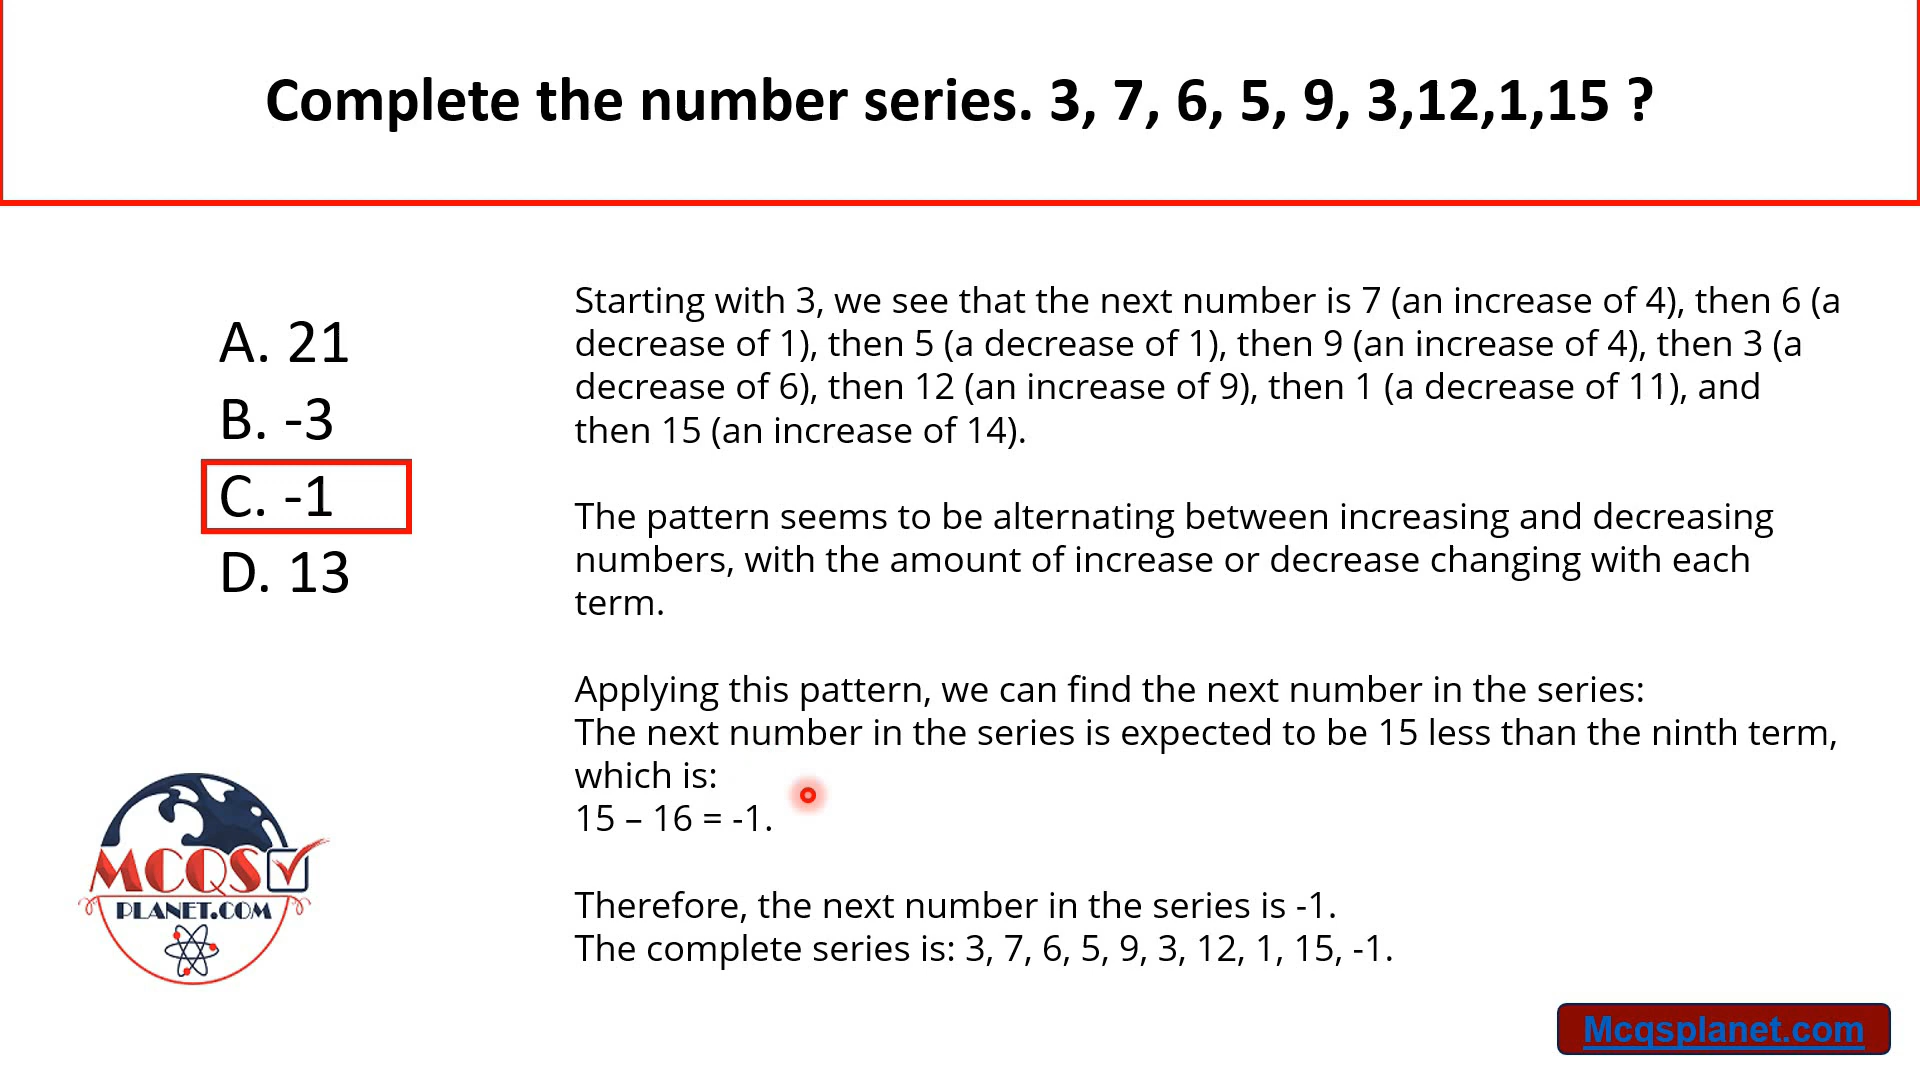 Complete the number series. 3, 7, 6, 5, 9, 3,12,1,15 ?
A. 21
B. -3
C. -1
D. 13
Starting with 3, we see that the next number is 7 (an increase of 4), then 6 (a
decrease of 1), then 5 (a decrease of 1), then 9 (an increase of 4), then 3 (a
decrease of 6), then 12 (an increase of 9), then 1 (a decrease of 11), and
then 15 (an increase of 14).
The pattern seems to be alternating between increasing and decreasing
numbers, with the amount of increase or decrease changing with each
term.
Applying this pattern, we can find the next number in the series:
The next number in the series is expected to be 15 less than the ninth term,
which is:
15 – 16 = -1.
Therefore, the next number in the series is -1.
The complete series is: 3, 7, 6, 5, 9, 3, 12, 1, 15, -1.
MCQS
PLANET.COM
Mcqsplanet.com